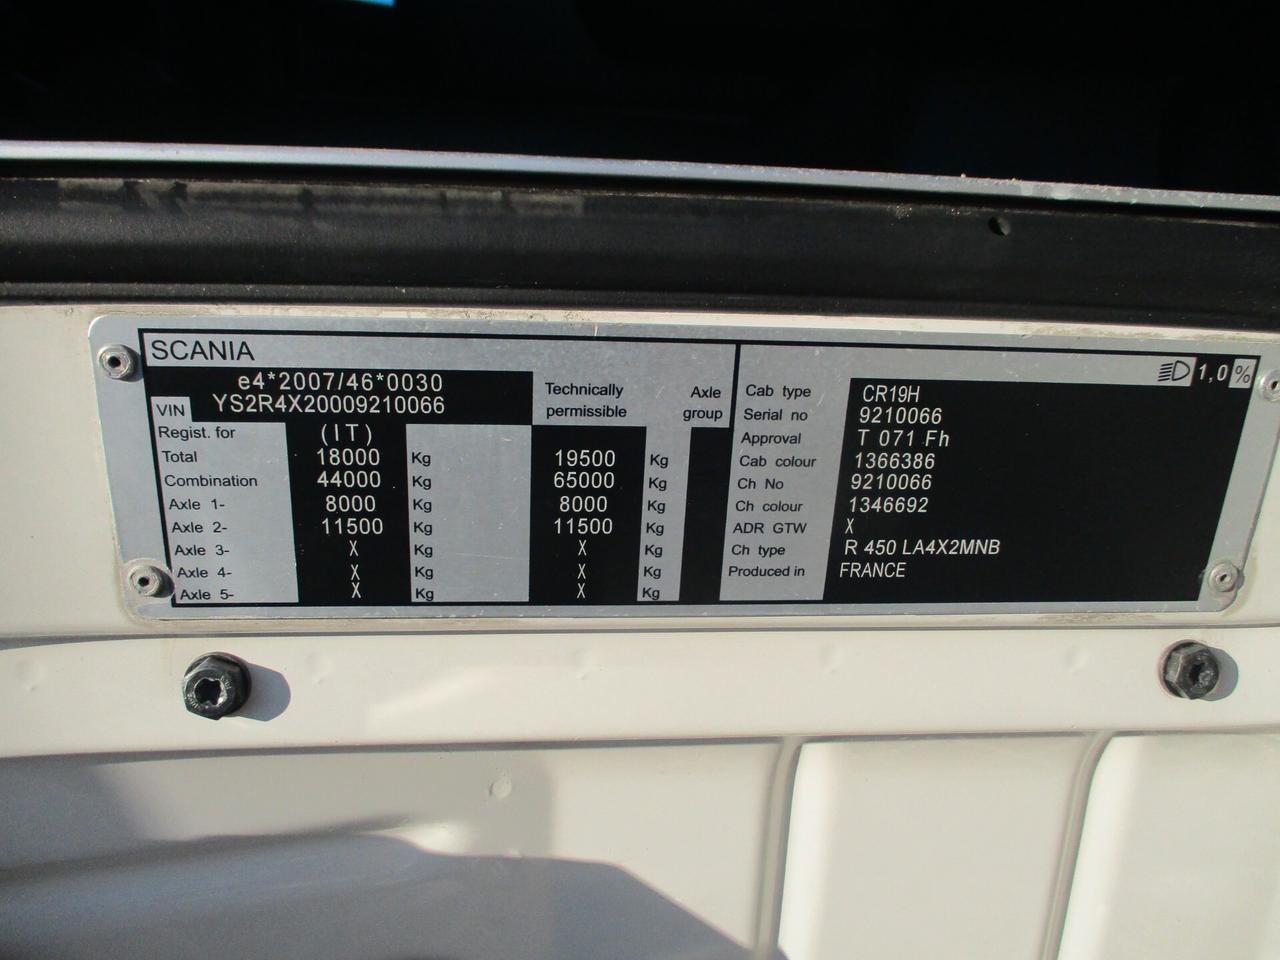 SCANIA
e4*2007/46*0030
VIN YS2R4X20009210066
Technically permissible Axle group
Regist. for (IT)
Total 18000 Kg 19500 Kg
Combination 44000 Kg 65000 Kg
Axle 1- 8000 Kg 8000 Kg
Axle 2- 11500 Kg 11500 Kg
Axle 3- X Kg X Kg
Axle 4- X Kg X Kg
Axle 5- X Kg X Kg
1,0 %
Cab type CR19H
Serial no 9210066
Approval T 071 Fh
Cab colour 1366386
Ch No 9210066
Ch colour 1346692
ADR GTW X
Ch type R 450 LA4X2MNB
Produced in FRANCE